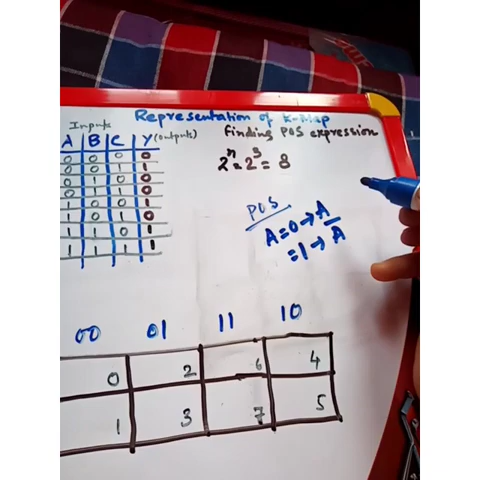 Representation of K-Map
Inputs
finding POS expression
A B C Y (outputs)
0 0 0 0
0 0 1 1
0 1 0 0
0 1 1 0
1 0 0 1
1 0 1 0
1 1 0 1
1 1 1 1
2ⁿ = 2³ = 8
POS
A=0→A
=1→A̅
00 01 11 10
0 2 6 4
1 3 7 5